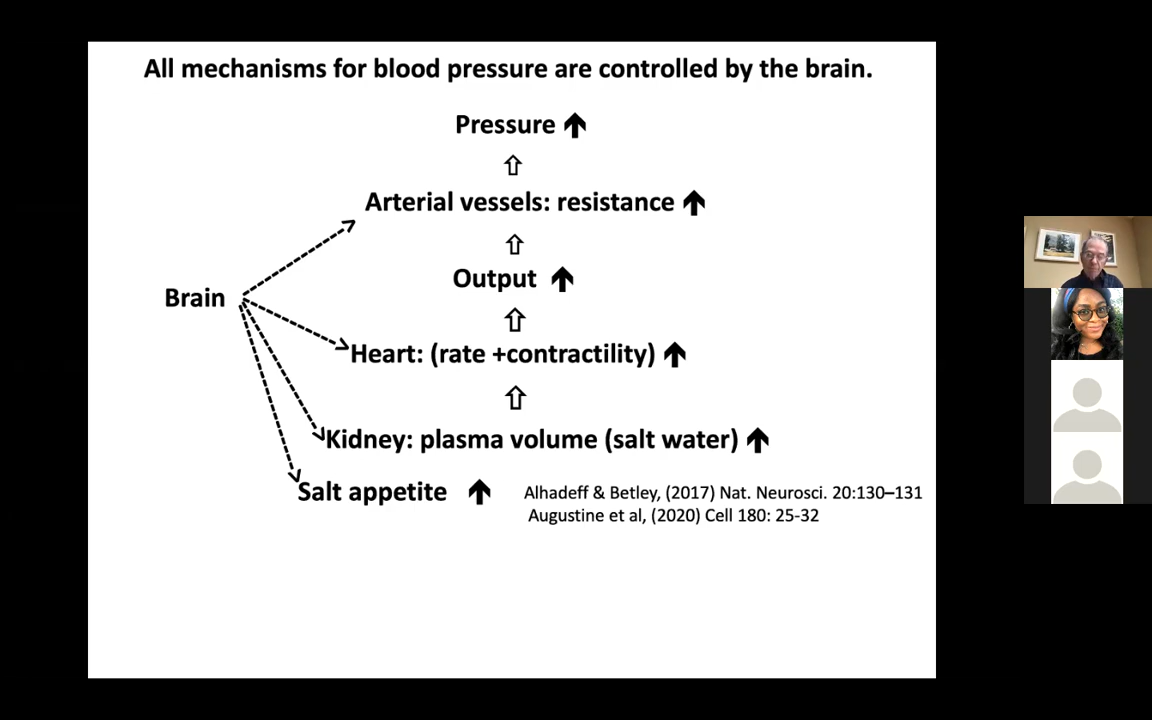 All mechanisms for blood pressure are controlled by the brain.
Pressure
Arterial vessels: resistance
Output
Brain
Heart: (rate +contractility)
Kidney: plasma volume (salt water)
Salt appetite
Alhadeff & Betley, (2017) Nat. Neurosci. 20:130–131
Augustine et al, (2020) Cell 180: 25-32